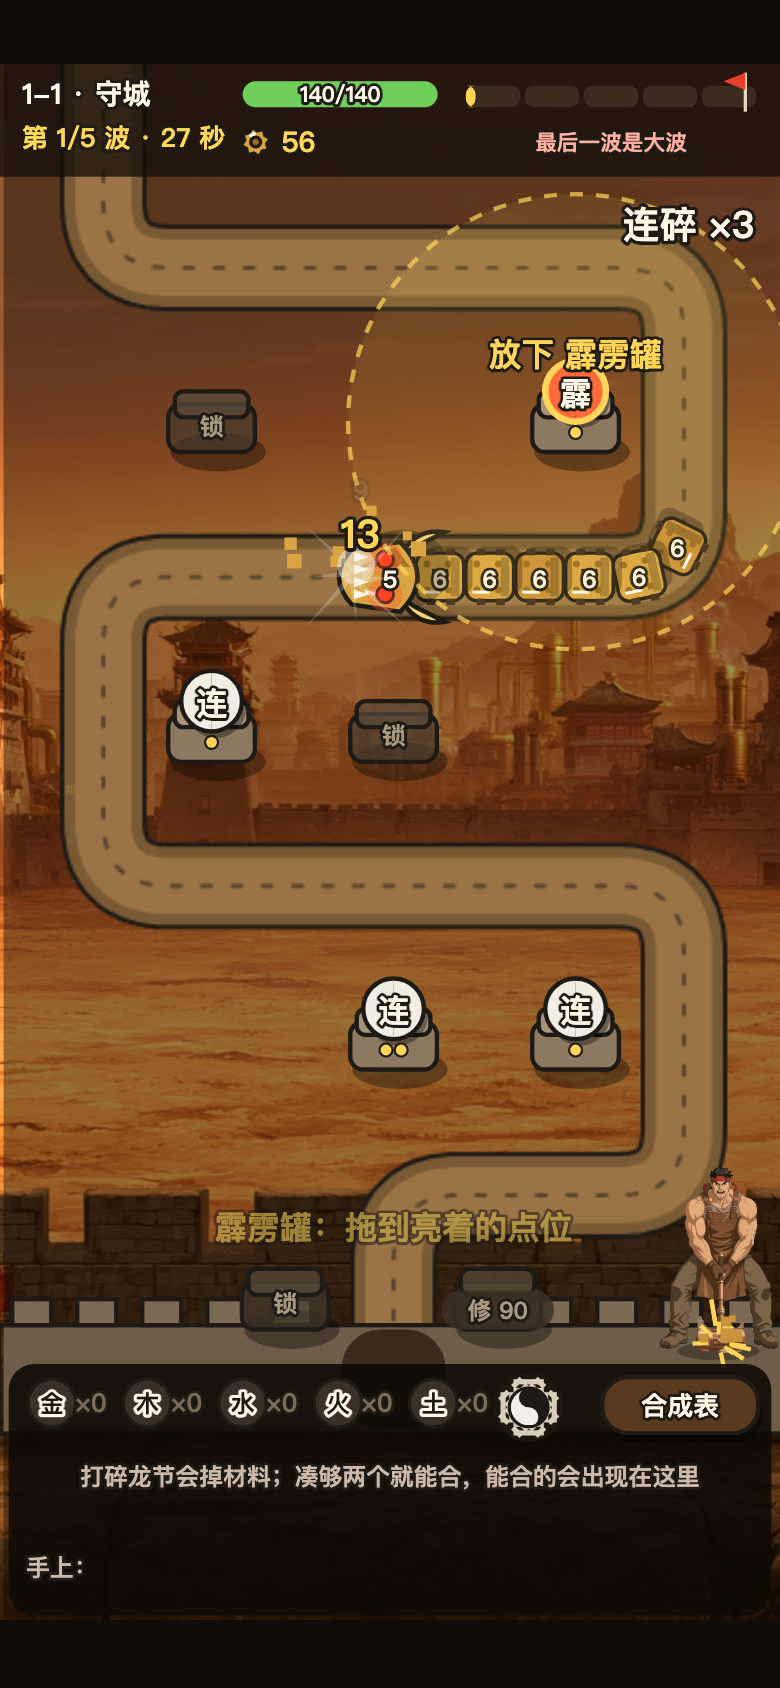 1-1 · 守城
140/140
第 1/5 波 · 27 秒
56
最后一波是大波
连碎 ×3
放下 霹雳罐
霹
锁
9
13
5 6 6 6 6 6 6
连
锁
连
连
霹雳罐：拖到亮着的点位
锁
修 90
金 ×0 木 ×0 水 ×0 火 ×0 土 ×0
合成表
打碎龙节会掉材料；凑够两个就能合，能合的会出现在这里
手上：